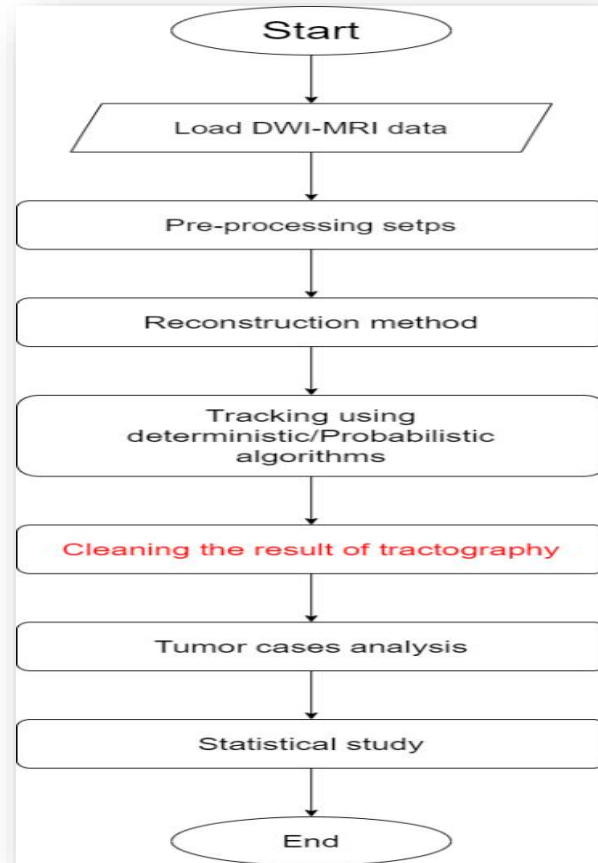 Start
Load DWI-MRI data
Pre-processing setps
Reconstruction method
Tracking using
deterministic/Probabilistic
algorithms
Cleaning the result of tractography
Tumor cases analysis
Statistical study
End